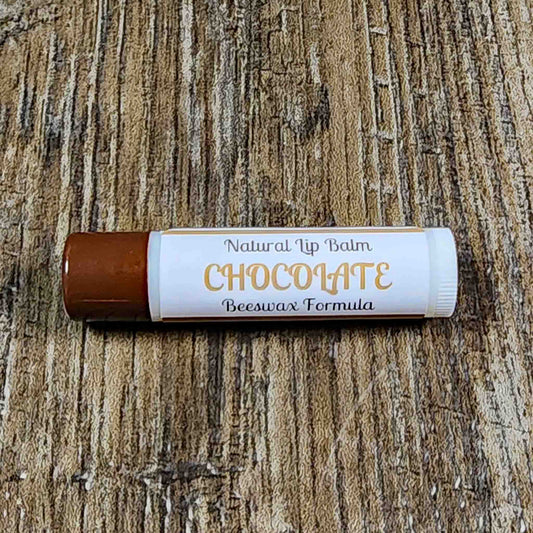 Natural Lip Balm
CHOCOLATE
Beeswax Formula